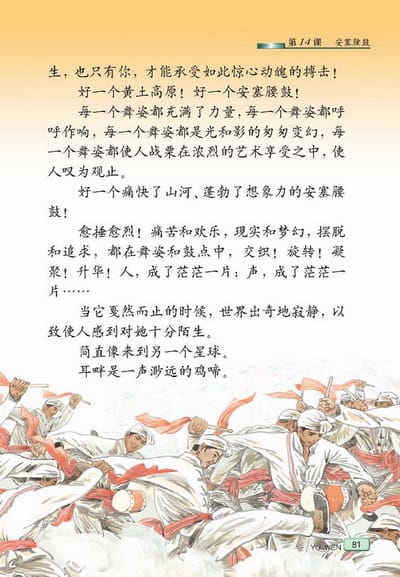 第14课 安塞腰鼓
生，也只有你，才能承受如此惊心动魄的搏击！
好一个黄土高原！好一个安塞腰鼓！
每一个舞姿都充满了力量，每一个舞姿都呼
呼作响，每一个舞姿都是光和影的匆匆变幻，每
一个舞姿都使人战栗在浓烈的艺术享受之中，使
人叹为观止。
好一个痛快了山河、蓬勃了想象力的安塞腰
鼓！
愈捶愈烈！痛苦和欢乐，现实和梦幻，摆脱
和追求，都在舞姿和鼓点中，交织！旋转！凝
聚！升华！人，成了茫茫一片；声，成了茫茫一
片……
当它戛然而止的时候，世界出奇地寂静，以
致使人感到对她十分陌生。
简直像来到另一个星球。
耳畔是一声渺远的鸡啼。
YUWEN 81